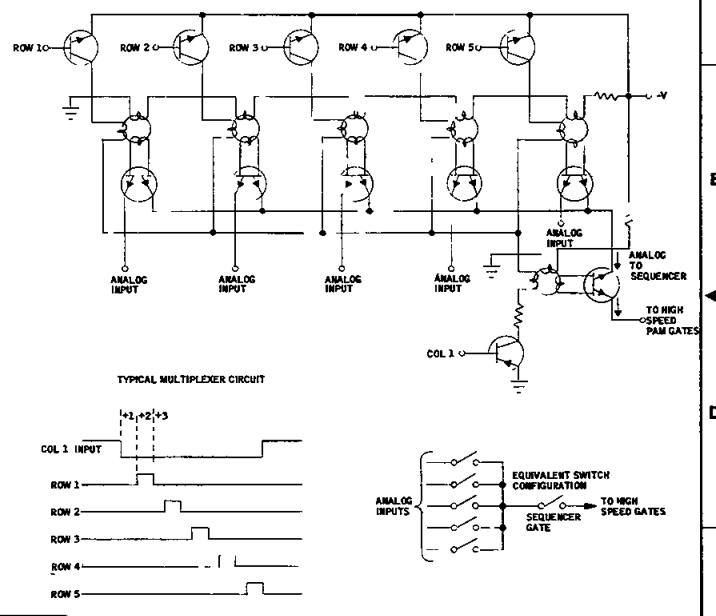 ROW 1
ROW 2
ROW 3
ROW 4
ROW 5
-V
E
ANALOG
INPUT
ANALOG
TO
SEQUENCER
ANALOG
INPUT
ANALOG
INPUT
ANALOG
INPUT
ANALOG
INPUT
TO HIGH
SPEED
PAM GATES
COL 1
TYPICAL MULTIPLEXER CIRCUIT
D
+1 +2 +3
COL 1 INPUT
ROW 1
ROW 2
ROW 3
ROW 4
ROW 5
ANALOG
INPUTS
EQUIVALENT SWITCH
CONFIGURATION
SEQUENCER
GATE
TO HIGH
SPEED GATES